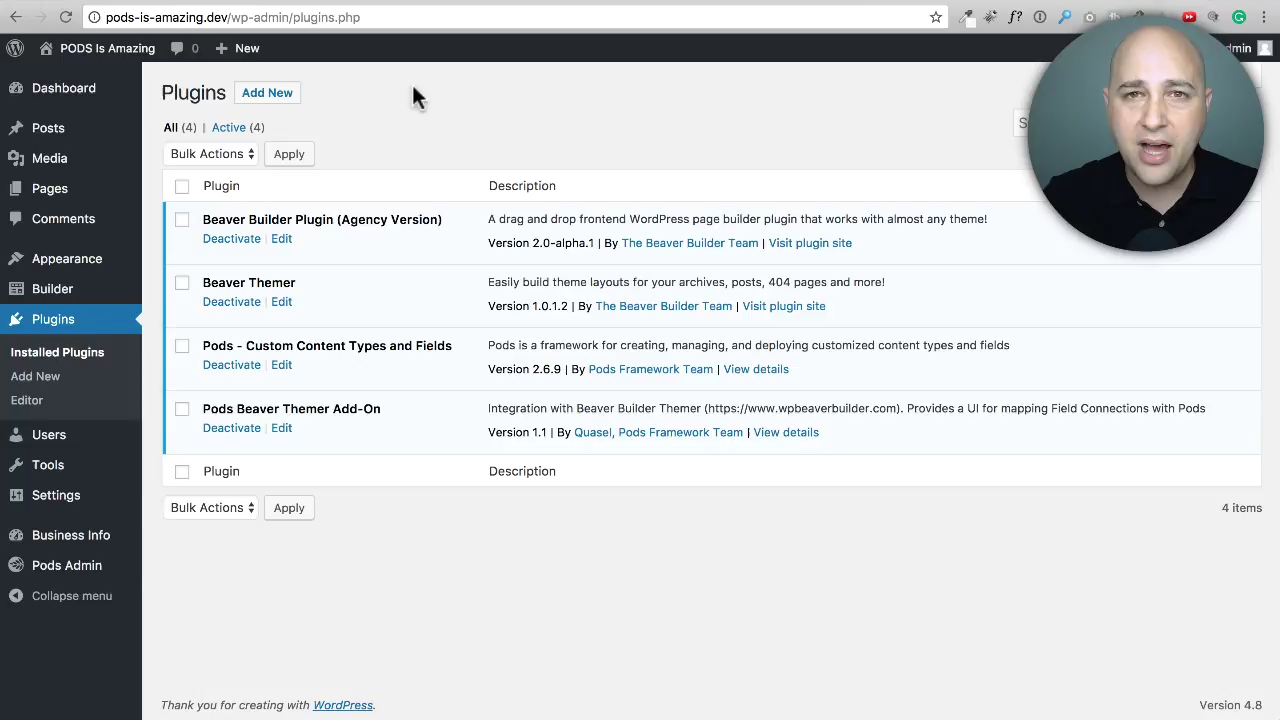 pods-is-amazing.dev/wp-admin/plugins.php
PODS Is Amazing 0 New
Dashboard
Posts
Media
Pages
Comments
Appearance
Builder
Plugins
Installed Plugins
Add New
Editor
Users
Tools
Settings
Business Info
Pods Admin
Collapse menu
Plugins Add New
All (4) | Active (4)
Bulk Actions Apply
Plugin Description
Beaver Builder Plugin (Agency Version) A drag and drop frontend WordPress page builder plugin that works with almost any theme!
Deactivate | Edit Version 2.0-alpha.1 | By The Beaver Builder Team | Visit plugin site
Beaver Themer Easily build theme layouts for your archives, posts, 404 pages and more!
Deactivate | Edit Version 1.0.1.2 | By The Beaver Builder Team | Visit plugin site
Pods - Custom Content Types and Fields Pods is a framework for creating, managing, and deploying customized content types and fields
Deactivate | Edit Version 2.6.9 | By Pods Framework Team | View details
Pods Beaver Themer Add-On Integration with Beaver Builder Themer (https://www.wpbeaverbuilder.com). Provides a UI for mapping Field Connections with Pods
Deactivate | Edit Version 1.1 | By Quasel, Pods Framework Team | View details
Plugin Description
Bulk Actions Apply 4 items
Thank you for creating with WordPress. Version 4.8